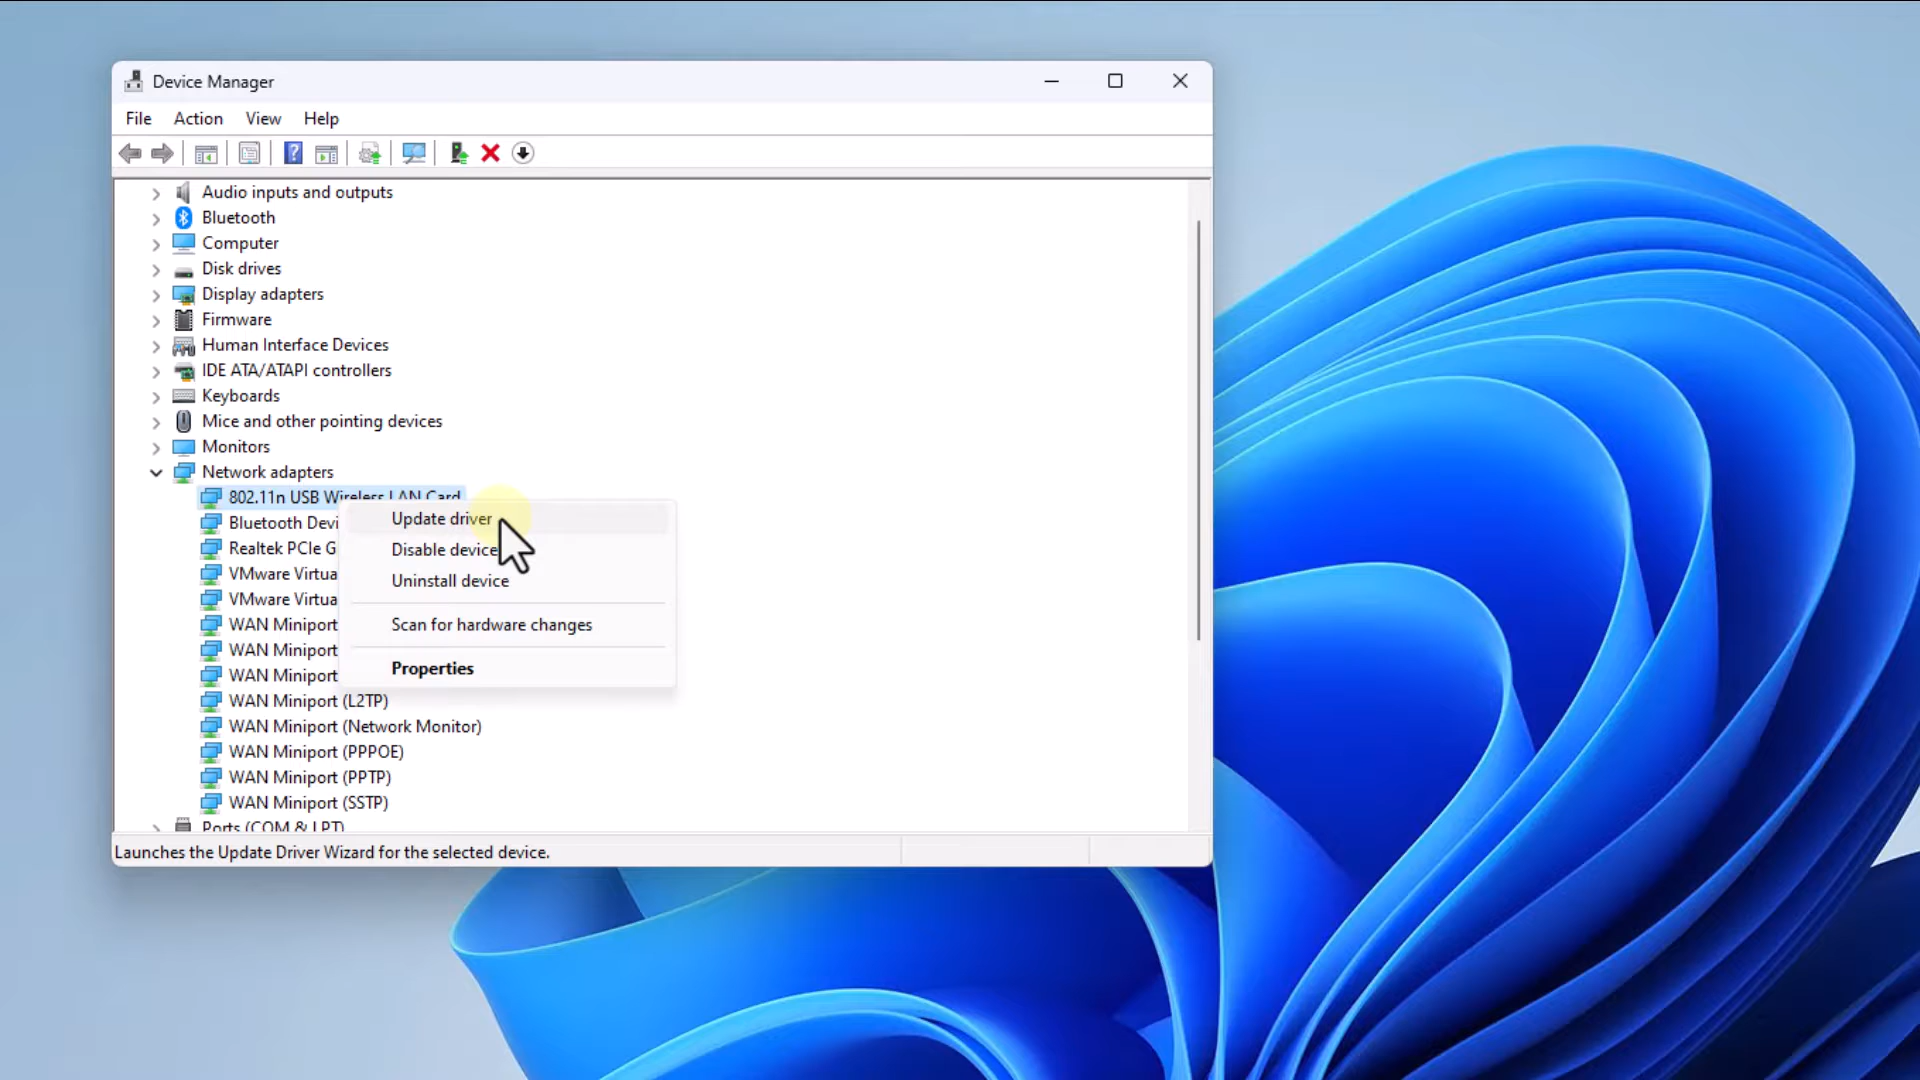 Device Manager
File Action View Help
Audio inputs and outputs
Bluetooth
Computer
Disk drives
Display adapters
Firmware
Human Interface Devices
IDE ATA/ATAPI controllers
Keyboards
Mice and other pointing devices
Monitors
Network adapters
802.11n USB Wireless LAN Card
Bluetooth Devi
Realtek PCIe G
VMware Virtua
VMware Virtua
WAN Miniport
WAN Miniport
WAN Miniport
WAN Miniport (L2TP)
WAN Miniport (Network Monitor)
WAN Miniport (PPPOE)
WAN Miniport (PPTP)
WAN Miniport (SSTP)
Ports (COM & LPT)
Update driver
Disable device
Uninstall device
Scan for hardware changes
Properties
Launches the Update Driver Wizard for the selected device.